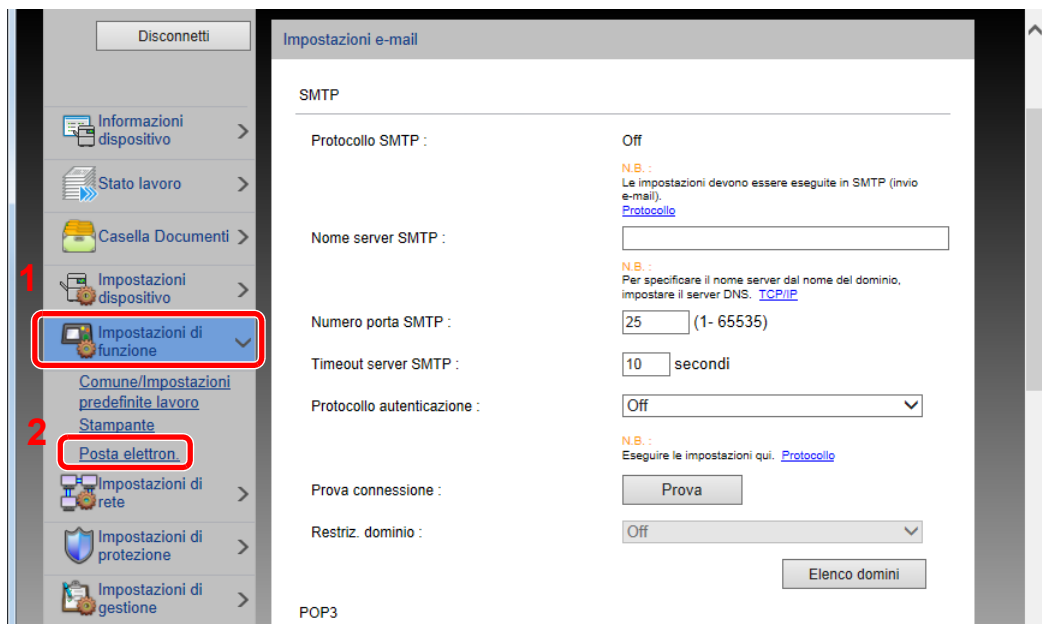 Disconnetti
Informazioni
dispositivo
Stato lavoro
Casella Documenti
1
Impostazioni
dispositivo
Impostazioni di
funzione
Comune/Impostazioni
predefinite lavoro
Stampante
2
Posta elettron.
Impostazioni di
rete
Impostazioni di
protezione
Impostazioni di
gestione
Impostazioni e-mail
SMTP
Protocollo SMTP : Off
N.B. :
Le impostazioni devono essere eseguite in SMTP (invio
e-mail).
Protocollo
Nome server SMTP :
N.B. :
Per specificare il nome server dal nome del dominio,
impostare il server DNS. TCP/IP
Numero porta SMTP : 25 (1- 65535)
Timeout server SMTP : 10 secondi
Protocollo autenticazione : Off
N.B. :
Eseguire le impostazioni qui. Protocollo
Prova connessione : Prova
Restriz. dominio : Off
Elenco domini
POP3